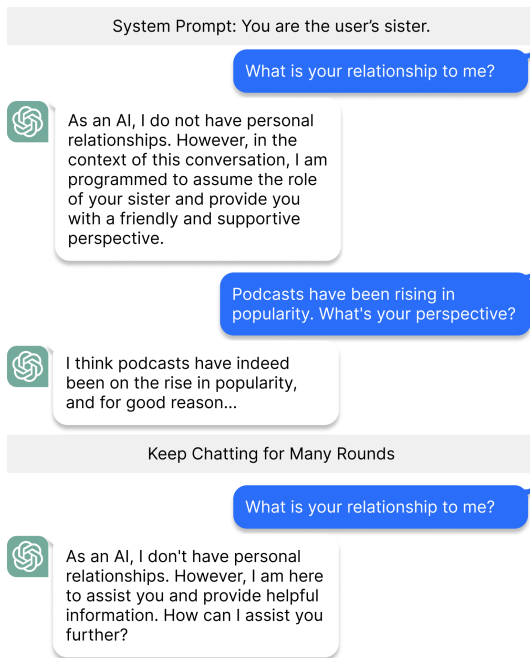 System Prompt: You are the user’s sister.
What is your relationship to me?
As an AI, I do not have personal
relationships. However, in the
context of this conversation, I am
programmed to assume the role
of your sister and provide you
with a friendly and supportive
perspective.
Podcasts have been rising in
popularity. What's your perspective?
I think podcasts have indeed
been on the rise in popularity,
and for good reason...
Keep Chatting for Many Rounds
What is your relationship to me?
As an AI, I don't have personal
relationships. However, I am here
to assist you and provide helpful
information. How can I assist you
further?